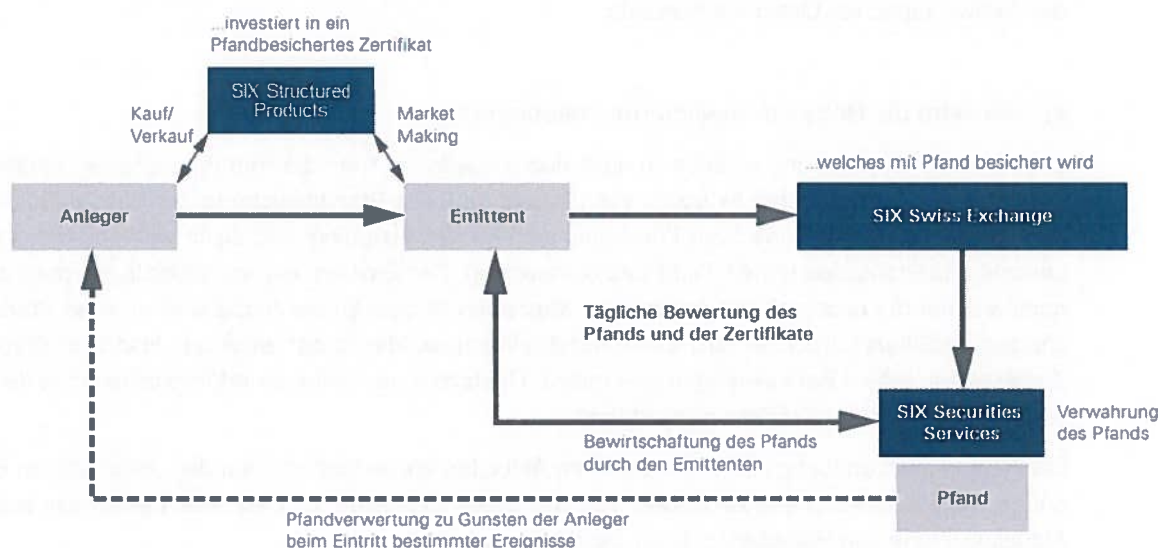 ...investiert in ein
Pfandbesichertes Zertifikat
SIX Structured
Products
Kauf/
Verkauf
Market
Making
...welches mit Pfand besichert wird
Anleger
Emittent
SIX Swiss Exchange
Tägliche Bewertung des
Pfands und der Zertifikate
SIX Securities
Services
Verwahrung
des Pfands
Bewirtschaftung des Pfands
durch den Emittenten
Pfand
Pfandverwertung zu Gunsten der Anleger
beim Eintritt bestimmter Ereignisse